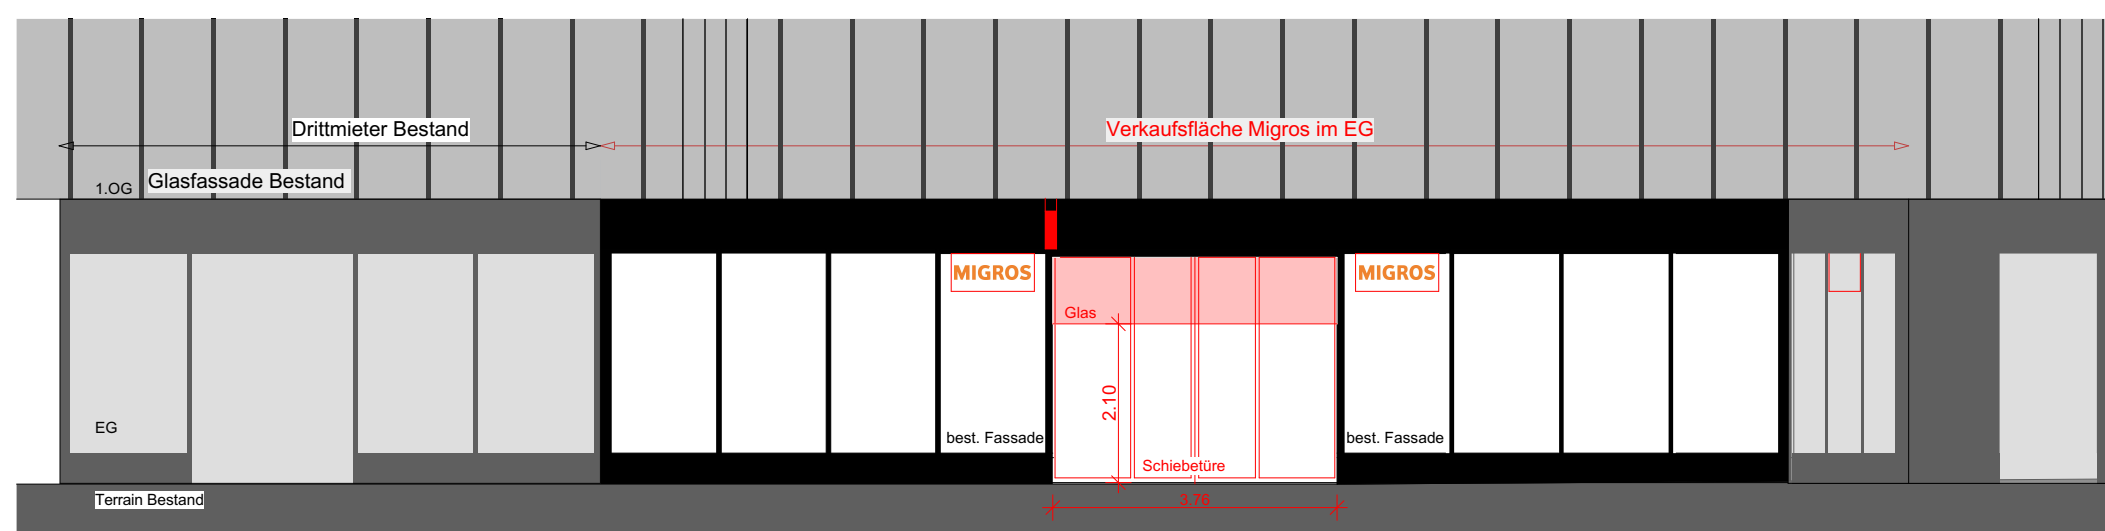 Drittmieter Bestand
Verkaufsfläche Migros im EG
1.OG
Glasfassade Bestand
MIGROS
MIGROS
Glas
2.10
EG
best. Fassade
best. Fassade
Schiebetüre
Terrain Bestand
3.76